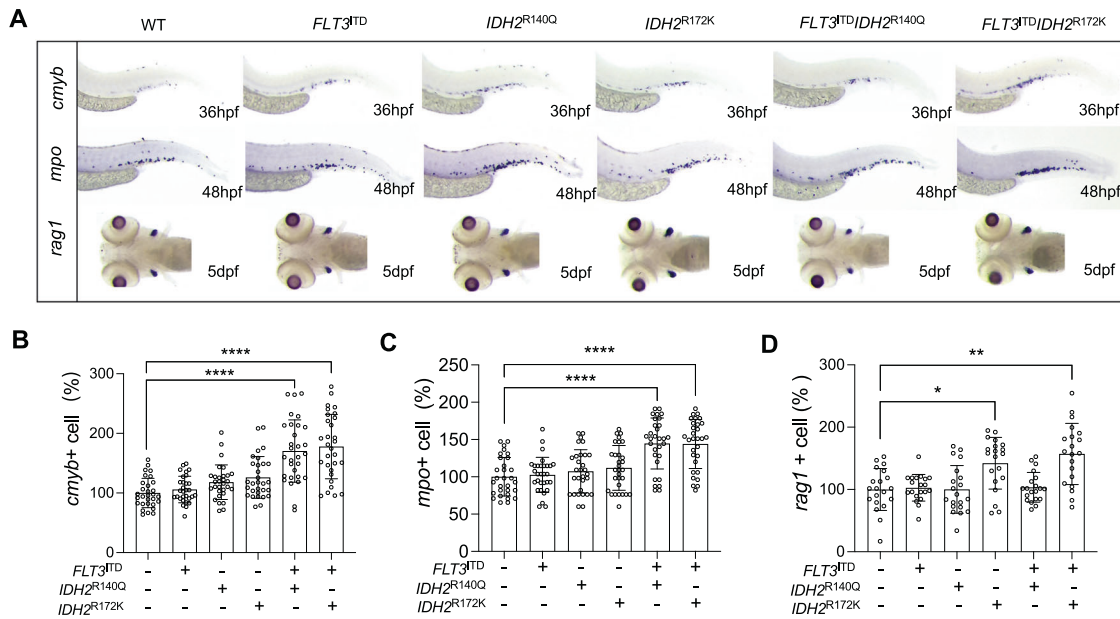 A
WT FLT3ITD IDH2R140Q IDH2R172K FLT3ITDIDH2R140Q FLT3ITDIDH2R172K
cmyb
36hpf 36hpf 36hpf 36hpf 36hpf 36hpf
mpo
48hpf 48hpf 48hpf 48hpf 48hpf 48hpf
rag1
5dpf 5dpf 5dpf 5dpf 5dpf 5dpf
B
cmyb+ cell (%)
300
200
100
0
****
****
FLT3ITD - + - - + +
IDH2R140Q - - + - + -
IDH2R172K - - - + - +
C
mpo+ cell (%)
250
200
150
100
50
0
****
****
FLT3ITD - + - - + +
IDH2R140Q - - + - + -
IDH2R172K - - - + - +
D
rag1 + cell (% )
300
200
100
0
**
*
FLT3ITD - + - - + +
IDH2R140Q - - + - + -
IDH2R172K - - - + - +